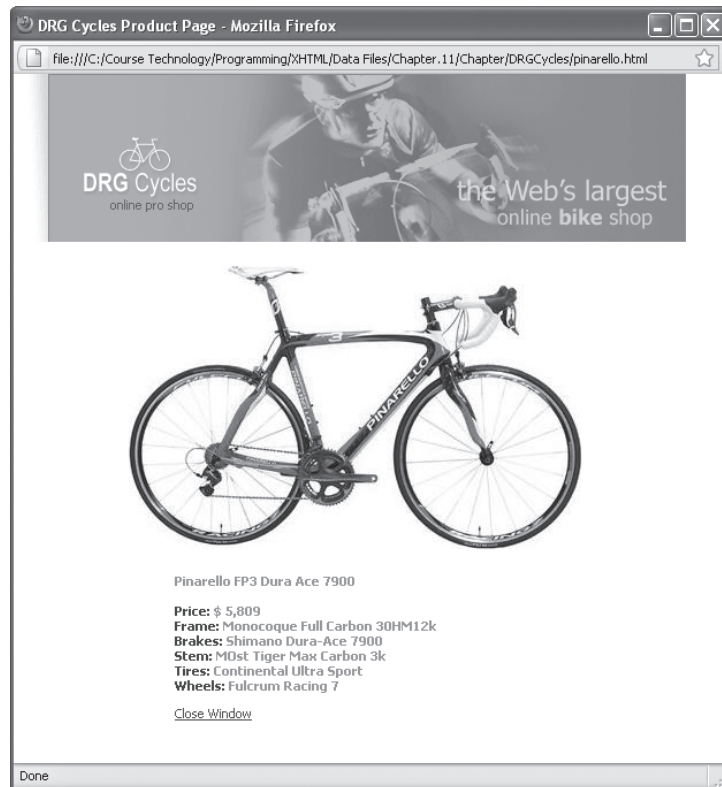 DRG Cycles Product Page - Mozilla Firefox
file:///C:/Course Technology/Programming/XHTML/Data Files/Chapter.11/Chapter/DRGCycles/pinarello.html
DRG Cycles
online pro shop
the Web's largest
online bike shop
3
PINARELLO
Pinarello FP3 Dura Ace 7900
Price: $ 5,809
Frame: Monocoque Full Carbon 30HM12k
Brakes: Shimano Dura-Ace 7900
Stem: MOst Tiger Max Carbon 3k
Tires: Continental Ultra Sport
Wheels: Fulcrum Racing 7
Close Window
Done